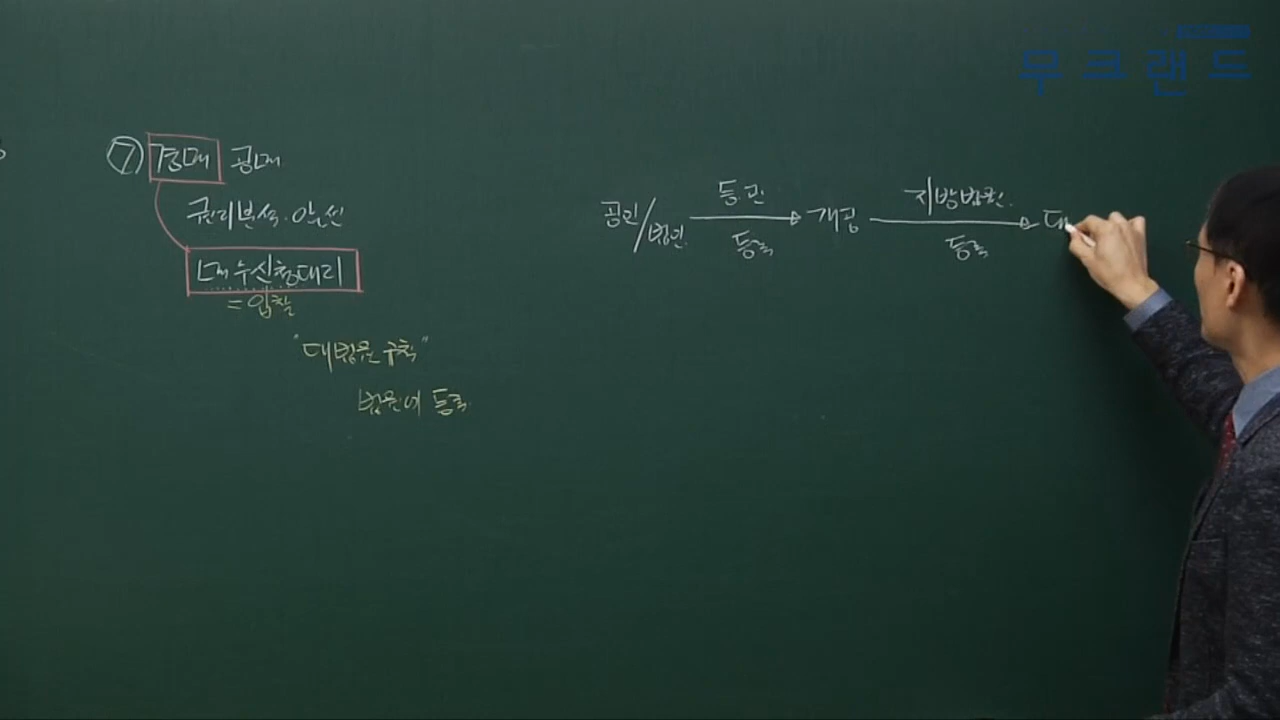 무크랜드
⑦ 경매 공매
권리분석·알선
매수신청대리
= 입찰
"대법원 규칙"
법원에 등록
공인/법인 등.관 등록 → 개공 지방법원 등록 → 대